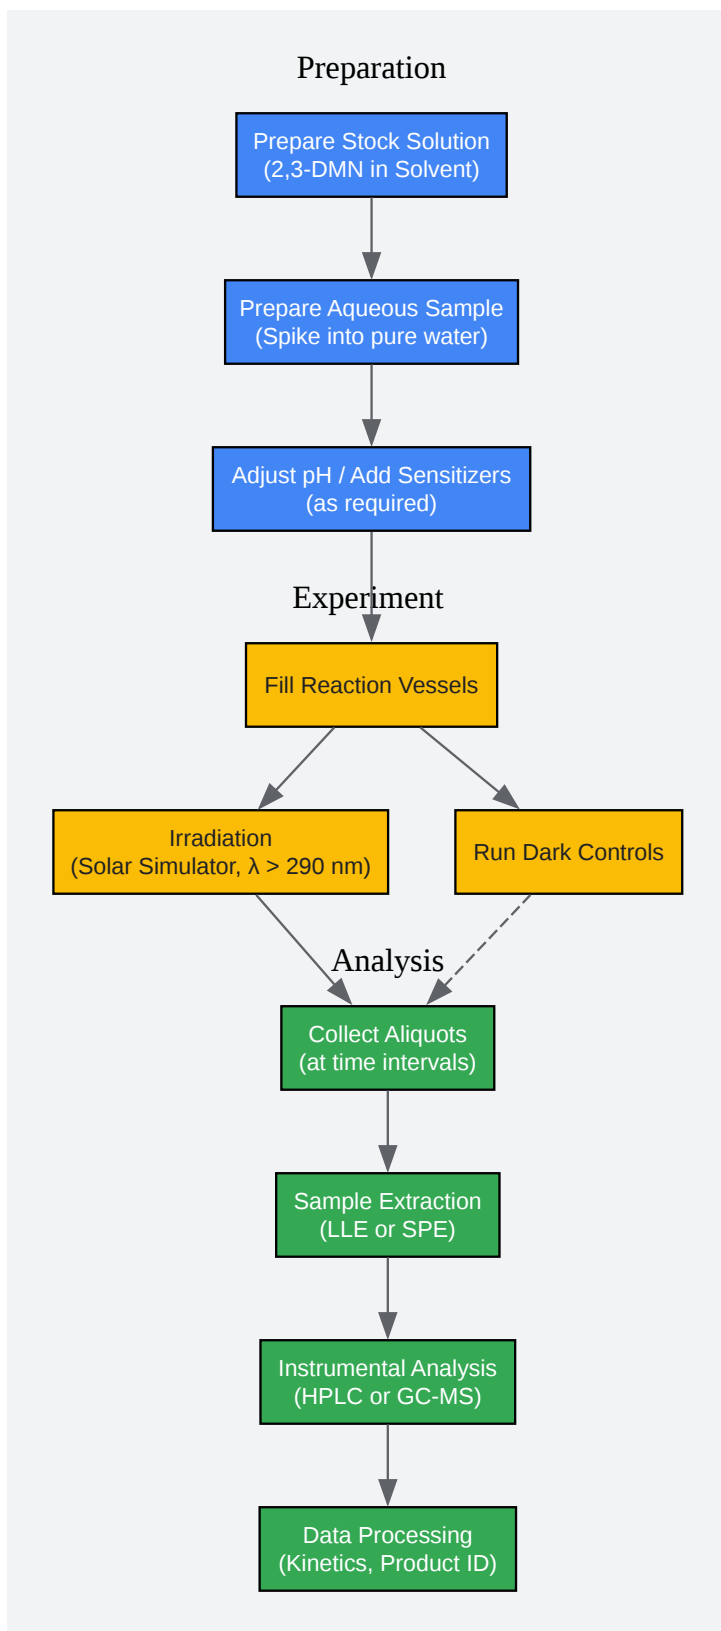 Preparation
Prepare Stock Solution
(2,3-DMN in Solvent)
Prepare Aqueous Sample
(Spike into pure water)
Adjust pH / Add Sensitizers
(as required)
Experiment
Fill Reaction Vessels
Irradiation
(Solar Simulator, λ > 290 nm)
Run Dark Controls
Analysis
Collect Aliquots
(at time intervals)
Sample Extraction
(LLE or SPE)
Instrumental Analysis
(HPLC or GC-MS)
Data Processing
(Kinetics, Product ID)